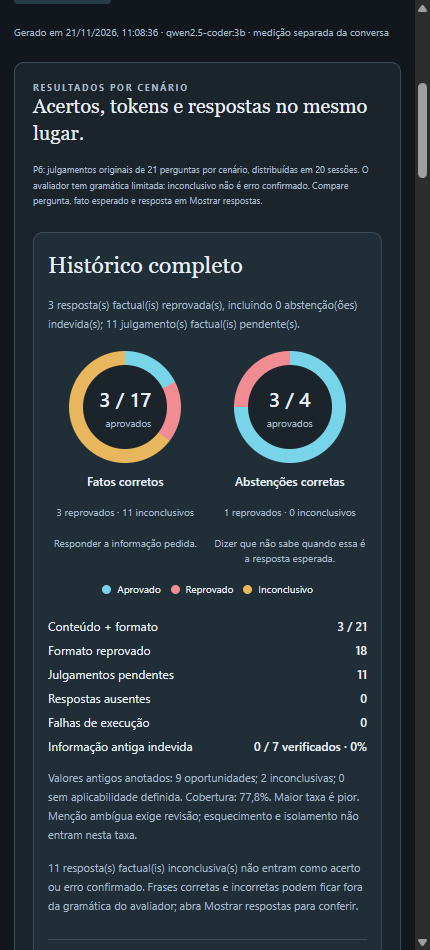 Gerado em 21/11/2026, 11:08:36 · qwen2.5-coder:3b · medição separada da conversa
RESULTADOS POR CENÁRIO
Acertos, tokens e respostas no mesmo
lugar.
P6: julgamentos originais de 21 perguntas por cenário, distribuídas em 20 sessões. O
avaliador tem gramática limitada: inconclusivo não é erro confirmado. Compare
pergunta, fato esperado e resposta em Mostrar respostas.
Histórico completo
3 resposta(s) factual(is) reprovada(s), incluindo 0 abstenção(ões)
indevida(s); 11 julgamento(s) factual(is) pendente(s).
3 / 17
aprovados
Fatos corretos
3 reprovados · 11 inconclusivos
Responder a informação pedida.
3 / 4
aprovados
Abstenções corretas
1 reprovados · 0 inconclusivos
Dizer que não sabe quando essa é
a resposta esperada.
Aprovado Reprovado Inconclusivo
Conteúdo + formato 3 / 21
Formato reprovado 18
Julgamentos pendentes 11
Respostas ausentes 0
Falhas de execução 0
Informação antiga indevida 0 / 7 verificados · 0%
Valores antigos anotados: 9 oportunidades; 2 inconclusivas; 0
sem aplicabilidade definida. Cobertura: 77,8%. Maior taxa é pior.
Menção ambígua exige revisão; esquecimento e isolamento não
entram nesta taxa.
11 resposta(s) factual(is) inconclusiva(s) não entram como acerto
ou erro confirmado. Frases corretas e incorretas podem ficar fora
da gramática do avaliador; abra Mostrar respostas para conferir.